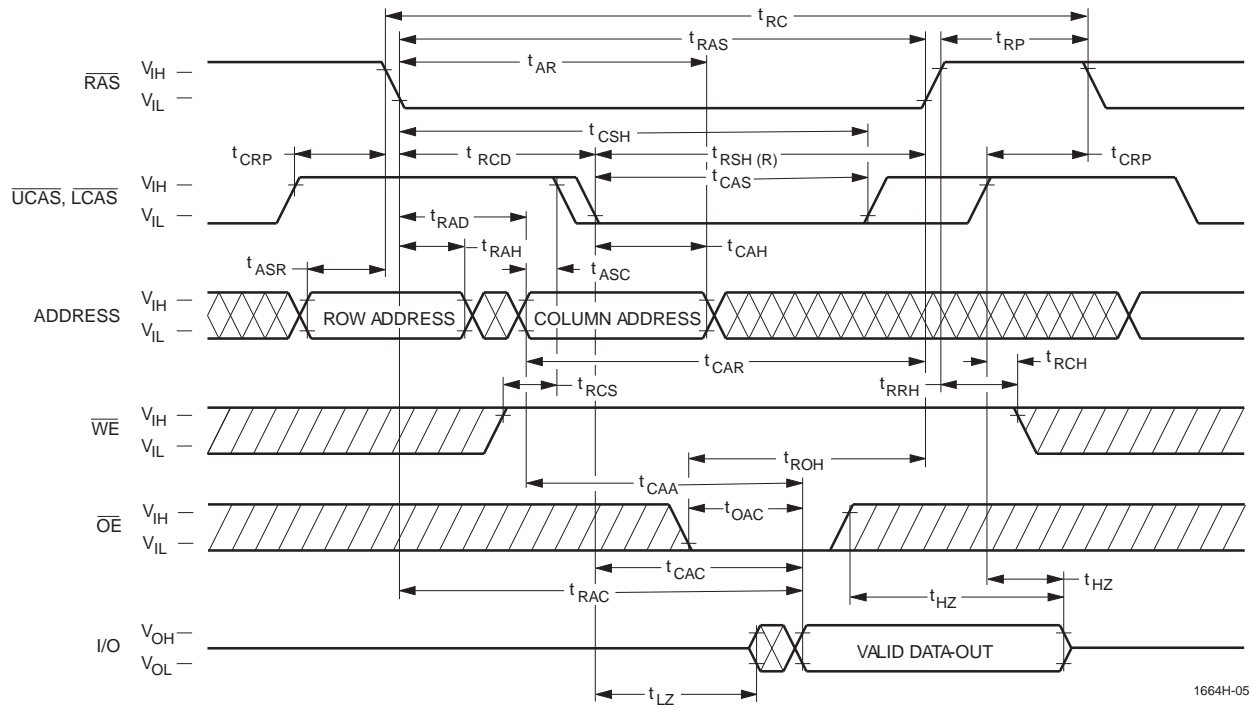 tRC
tRAS
tRP
tAR
RAS
VIH
VIL
tCSH
tCRP
tRCD
tRSH (R)
tCRP
tCAS
UCAS, LCAS
VIH
VIL
tRAD
tRAH
tCAH
tASR
tASC
ADDRESS
VIH
VIL
ROW ADDRESS
COLUMN ADDRESS
tCAR
tRCH
tRCS
tRRH
WE
VIH
VIL
tROH
tCAA
tOAC
OE
VIH
VIL
tCAC
tRAC
tHZ
tHZ
I/O
VOH
VOL
VALID DATA-OUT
tLZ
1664H-05